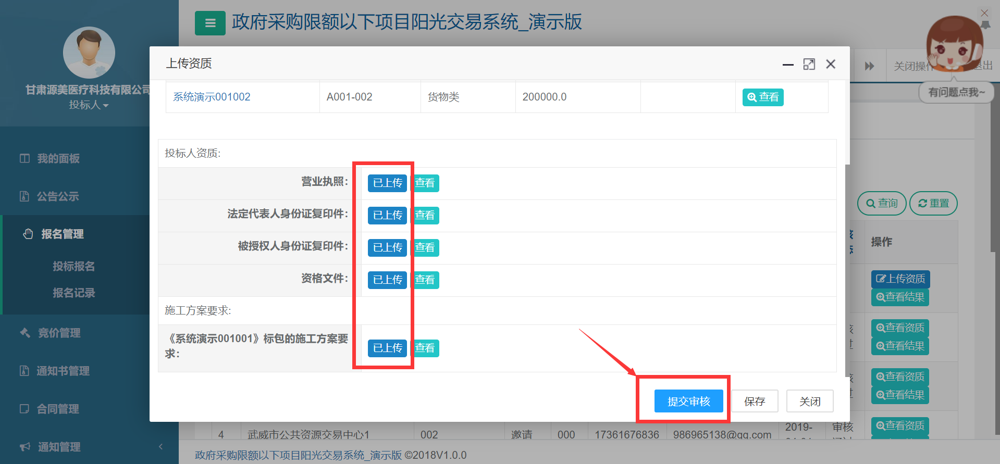 政府采购限额以下项目阳光交易系统_演示版
甘肃源美医疗科技有限公司
投标人
我的面板
公告公示
报名管理
投标报名
报名记录
竞价管理
通知书管理
合同管理
通知管理
关闭操作
退出
有问题点我~
上传资质
系统演示001002 A001-002 货物类 200000.0 查看
投标人资质:
营业执照： 已上传 查看
法定代表人身份证复印件： 已上传 查看
被授权人身份证复印件： 已上传 查看
资格文件： 已上传 查看
施工方案要求:
《系统演示001001》标包的施工方案要
求： 已上传 查看
提交审核 保存 关闭
查询 重置
操作
上传资质
查看结果
查看资质
查看结果
查看资质
查看结果
查看资质
4 武威市公共资源交易中心1 002 邀请 000 17361676836 986965138@qq.com 2019- 审核
政府采购限额以下项目阳光交易系统_演示版 ©2018V1.0.0